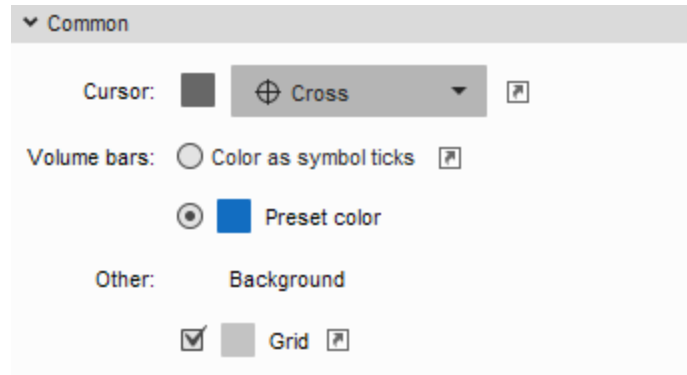 Common
Cursor: Cross
Volume bars: Color as symbol ticks
Preset color
Other: Background
Grid